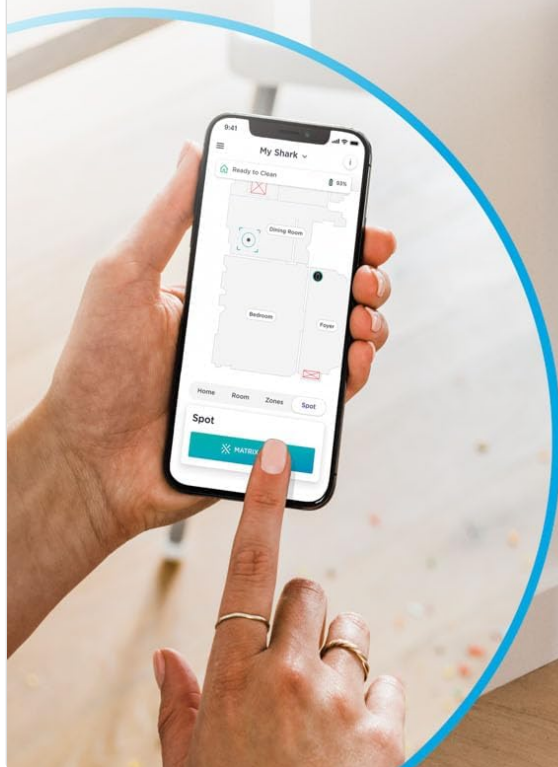 9:41
My Shark
Ready to Clean
93%
Dining Room
Bedroom
Foyer
Home Room Zones Spot
Spot
MATRIX